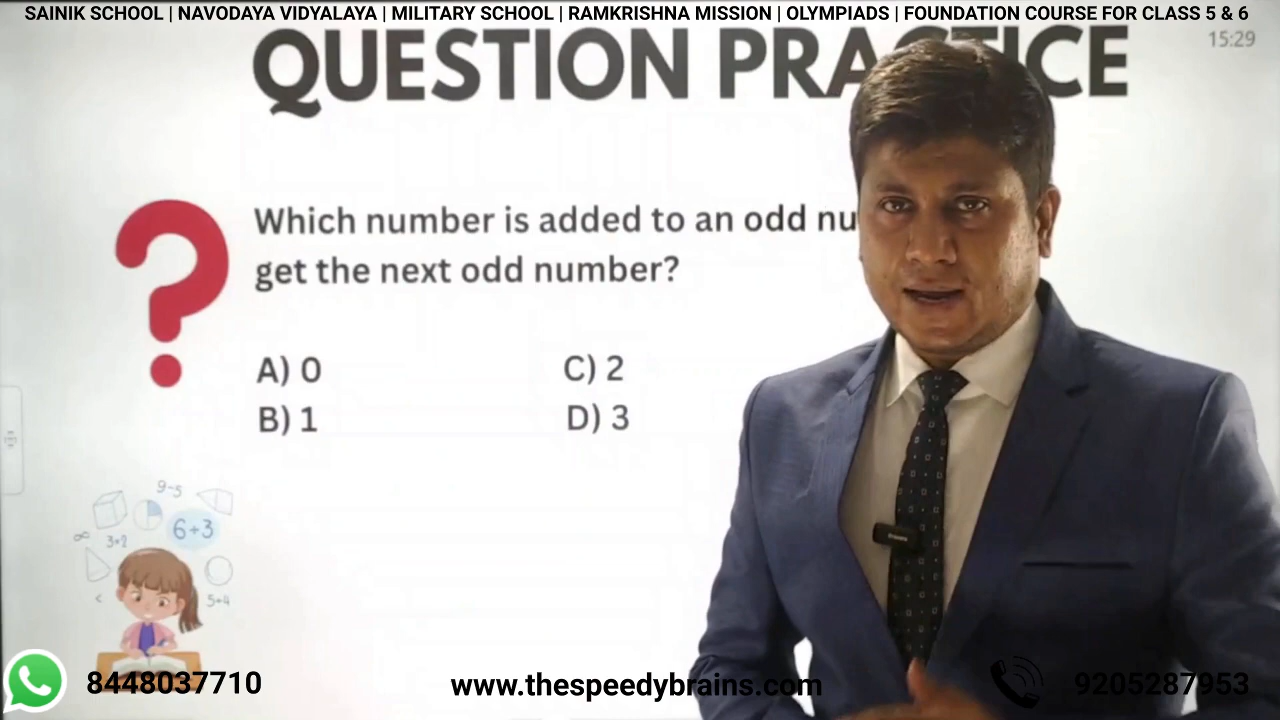 SAINIK SCHOOL | NAVODAYA VIDYALAYA | MILITARY SCHOOL | RAMKRISHNA MISSION | OLYMPIADS | FOUNDATION COURSE FOR CLASS 5 & 6
15:29
QUESTION PRA CE
Which number is added to an odd nu
get the next odd number?
A) 0 C) 2
B) 1 D) 3
9-5
6+3
∞ 3×2
< 5+4
8448037710 www.thespeedybrains.com 9205287953